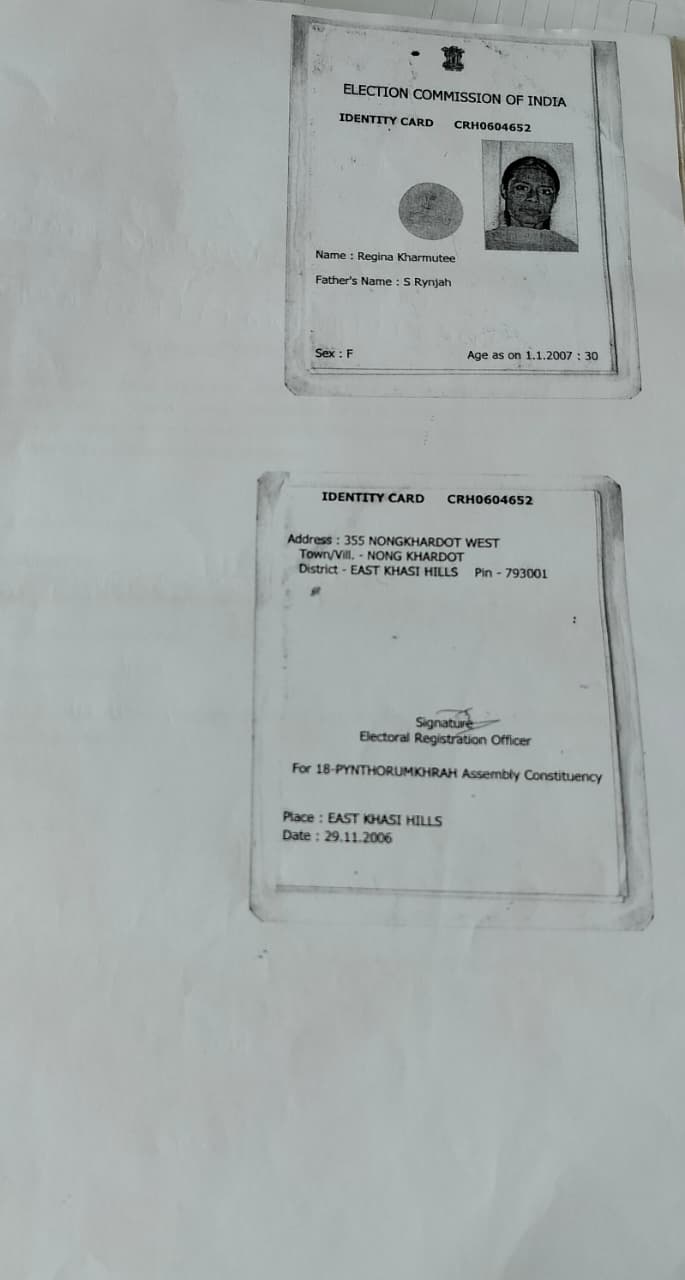 ELECTION COMMISSION OF INDIA
IDENTITY CARD CRH0604652
Name : Regina Kharmutee
Father's Name : S Rynjah
Sex : F Age as on 1.1.2007 : 30
IDENTITY CARD CRH0604652
Address : 355 NONGKHARDOT WEST
Town/Vill. - NONG KHARDOT
District - EAST KHASI HILLS Pin - 793001
Signature
Electoral Registration Officer
For 18-PYNTHORUMKHRAH Assembly Constituency
Place : EAST KHASI HILLS
Date : 29.11.2006